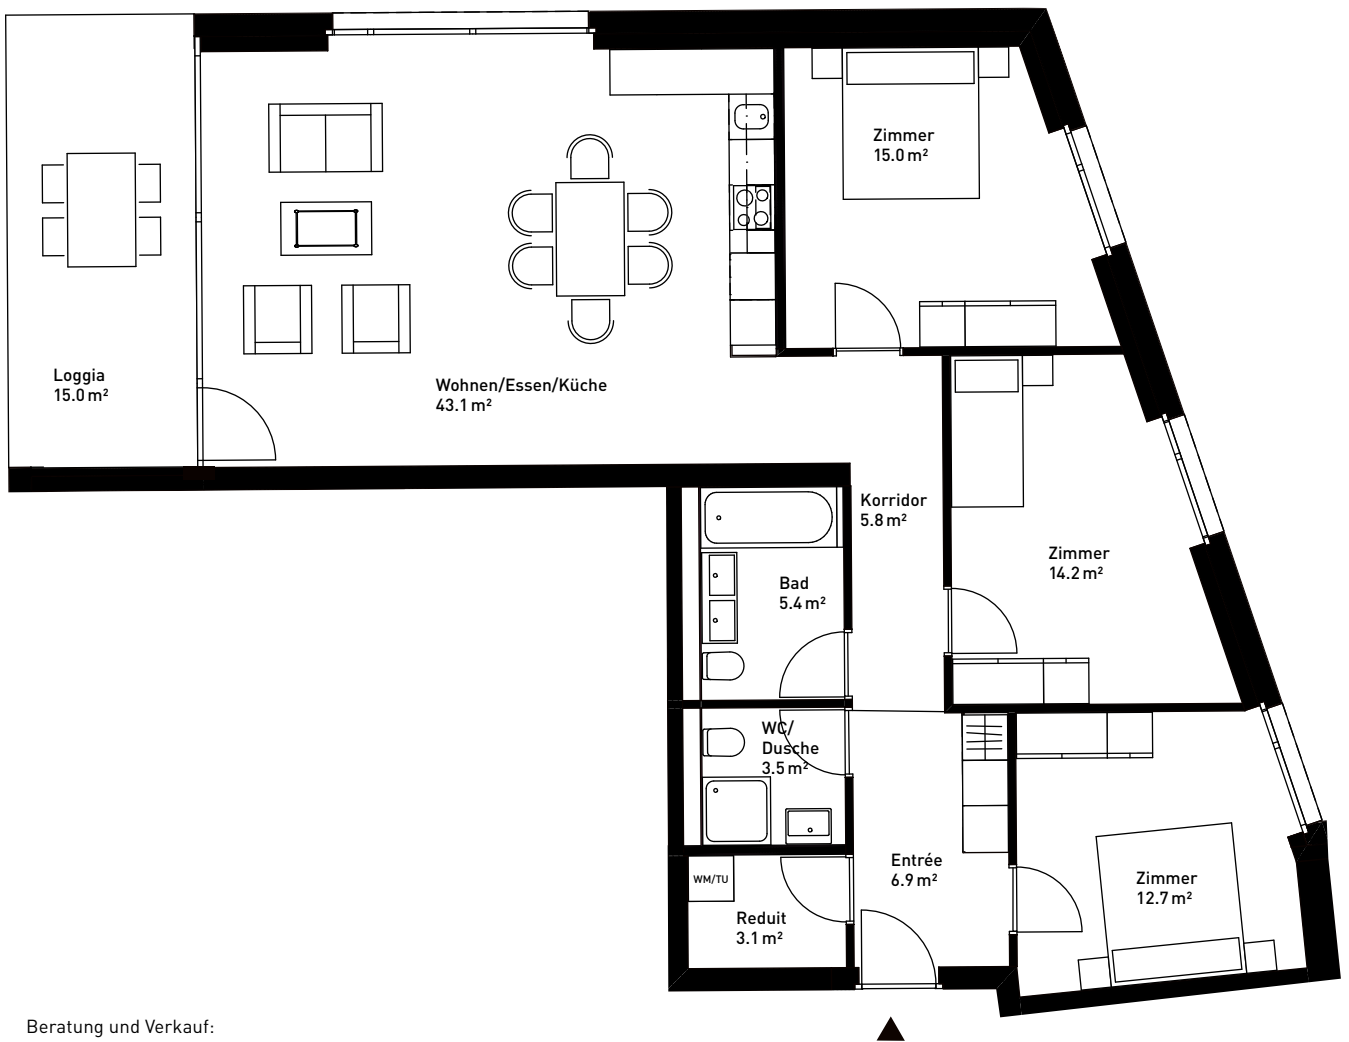 Zimmer
15.0 m²
Loggia
15.0 m²
Wohnen/Essen/Küche
43.1 m²
Korridor
5.8 m²
Zimmer
14.2 m²
Bad
5.4 m²
WC/
Dusche
3.5 m²
Entrée
6.9 m²
Zimmer
12.7 m²
WM/TU
Reduit
3.1 m²
Beratung und Verkauf: